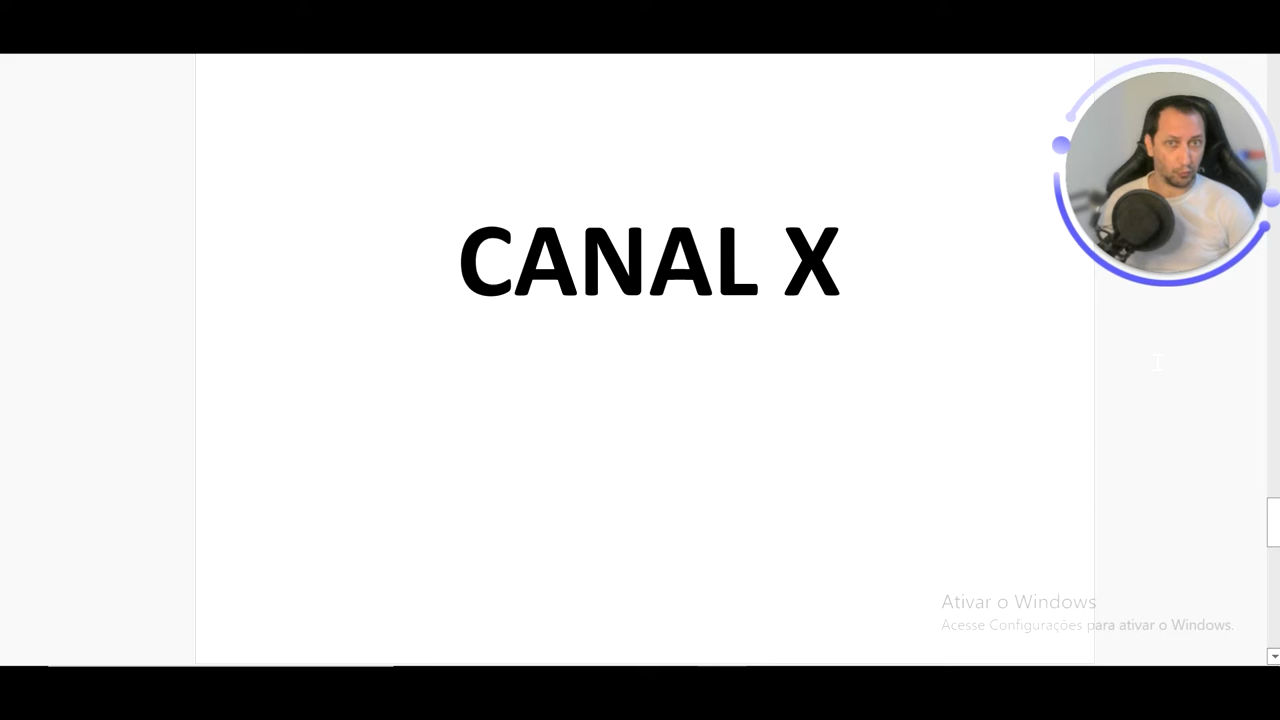 CANAL X
Ativar o Windows
Acesse Configurações para ativar o Windows.